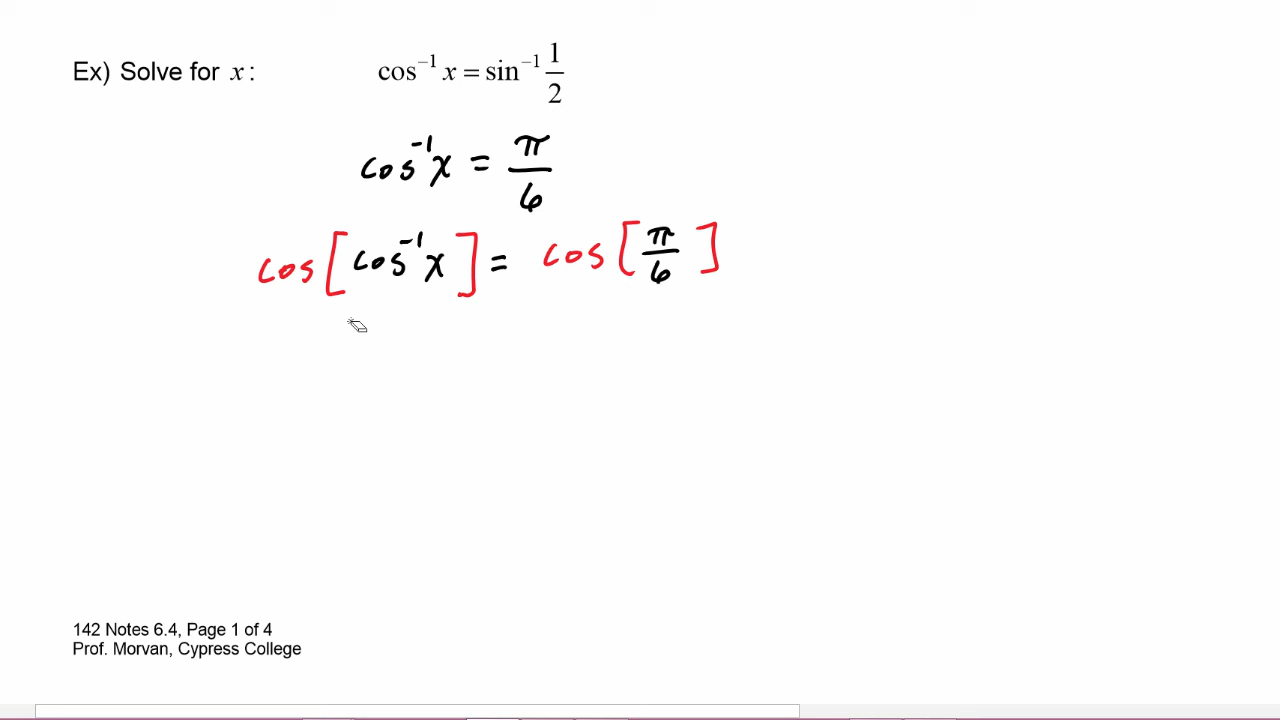 Ex) Solve for x: cos⁻¹ x = sin⁻¹ 1/2
cos⁻¹ x = π/6
cos[cos⁻¹ x] = cos[π/6]
142 Notes 6.4, Page 1 of 4
Prof. Morvan, Cypress College